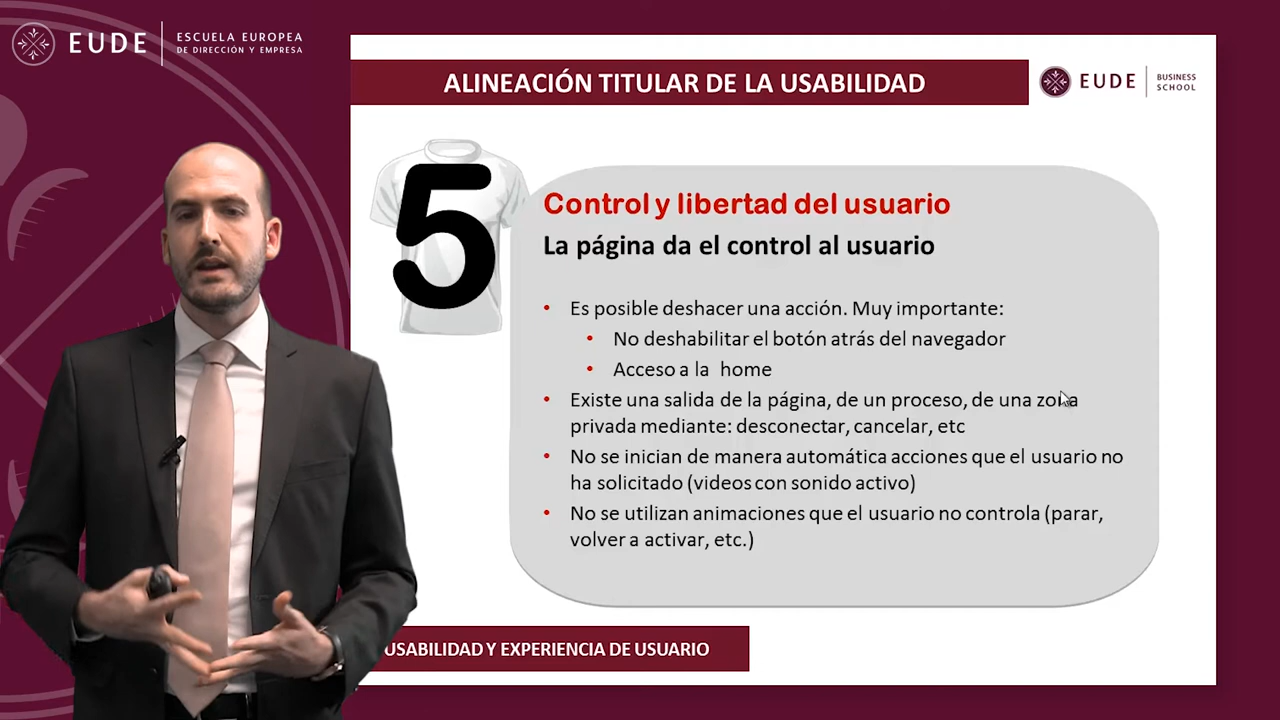 EUDE
ESCUELA EUROPEA
DE DIRECCIÓN Y EMPRESA
ALINEACIÓN TITULAR DE LA USABILIDAD
EUDE
BUSINESS
SCHOOL
5
Control y libertad del usuario
La página da el control al usuario
• Es posible deshacer una acción. Muy importante:
• No deshabilitar el botón atrás del navegador
• Acceso a la home
• Existe una salida de la página, de un proceso, de una zona
privada mediante: desconectar, cancelar, etc
• No se inician de manera automática acciones que el usuario no
ha solicitado (videos con sonido activo)
• No se utilizan animaciones que el usuario no controla (parar,
volver a activar, etc.)
USABILIDAD Y EXPERIENCIA DE USUARIO